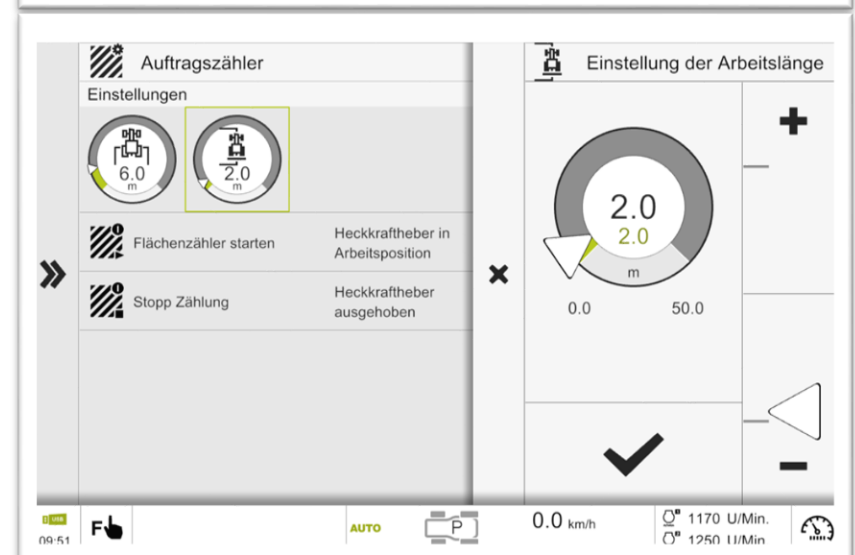 Auftragszähler
Einstellungen
6.0
m
2.0
m
Flächenzähler starten
Heckkraftheber in
Arbeitsposition
Stopp Zählung
Heckkraftheber
ausgehoben
Einstellung der Arbeitslänge
2.0
2.0
m
0.0 50.0
USB
09:51
F
AUTO
P
0.0 km/h
1170 U/Min.
1250 U/Min